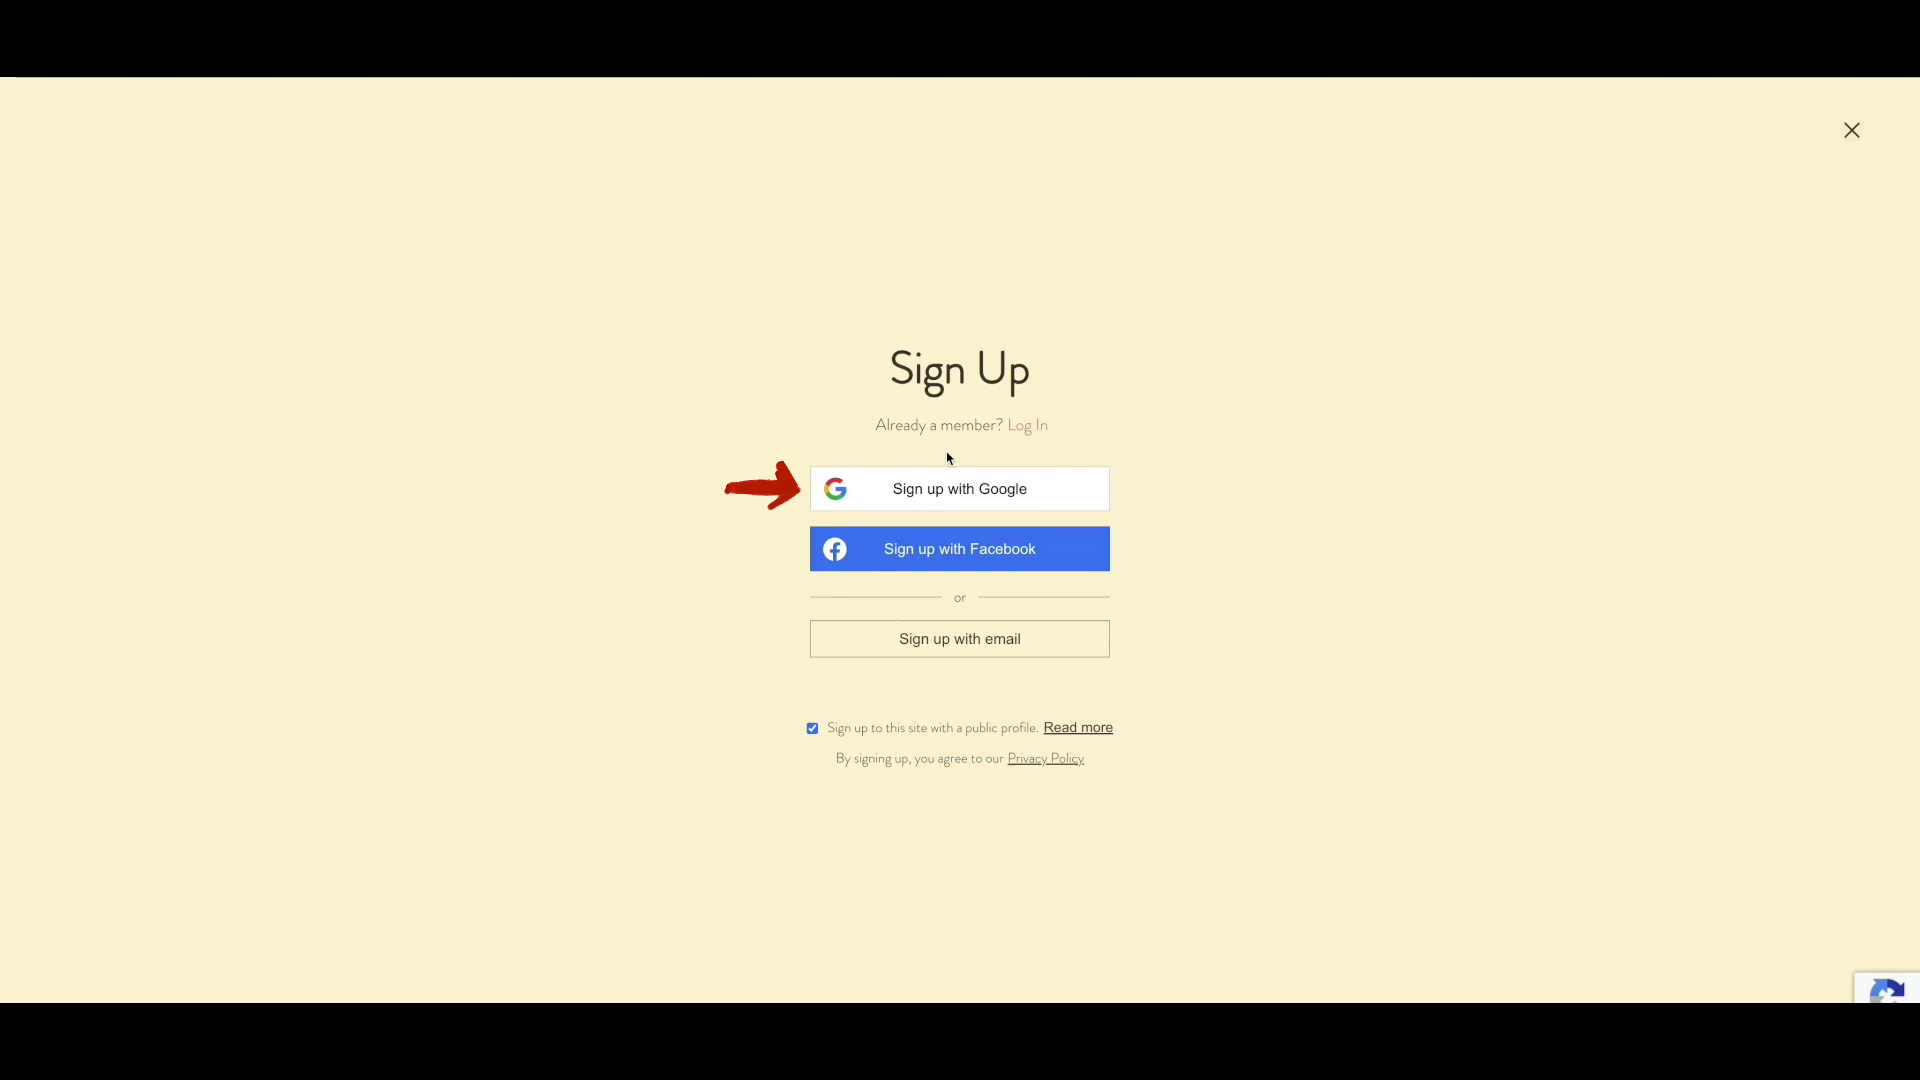 Sign Up
Already a member? Log In
Sign up with Google
Sign up with Facebook
or
Sign up with email
Sign up to this site with a public profile. Read more
By signing up, you agree to our Privacy Policy